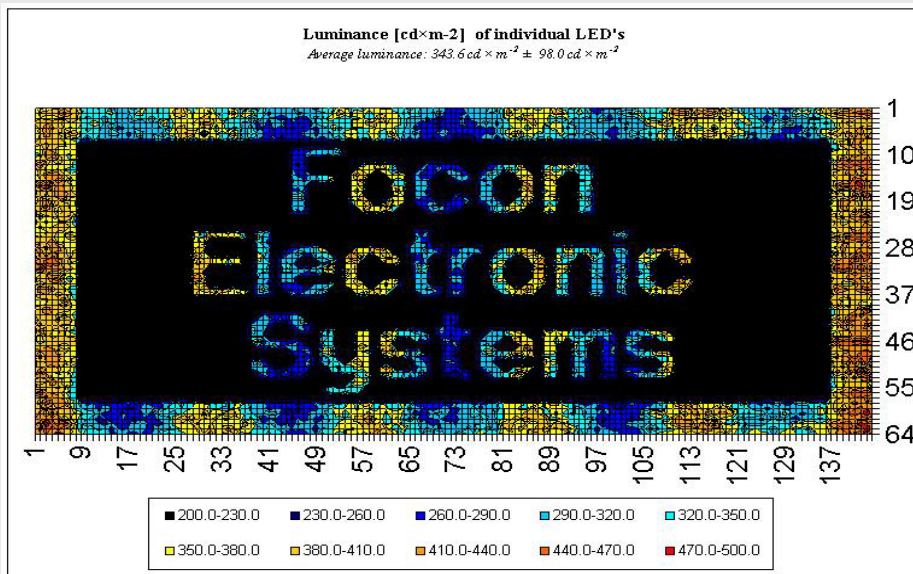 Luminance [cd×m-2] of individual LED's
Average luminance: 343.6 cd × m⁻² ± 98.0 cd × m⁻²
Focon
Electronic
Systems
1
10
19
28
37
46
55
64
1 9 17 25 33 41 49 57 65 73 81 89 97 105 113 121 129 137
200.0-230.0 230.0-260.0 260.0-290.0 290.0-320.0 320.0-350.0
350.0-380.0 380.0-410.0 410.0-440.0 440.0-470.0 470.0-500.0